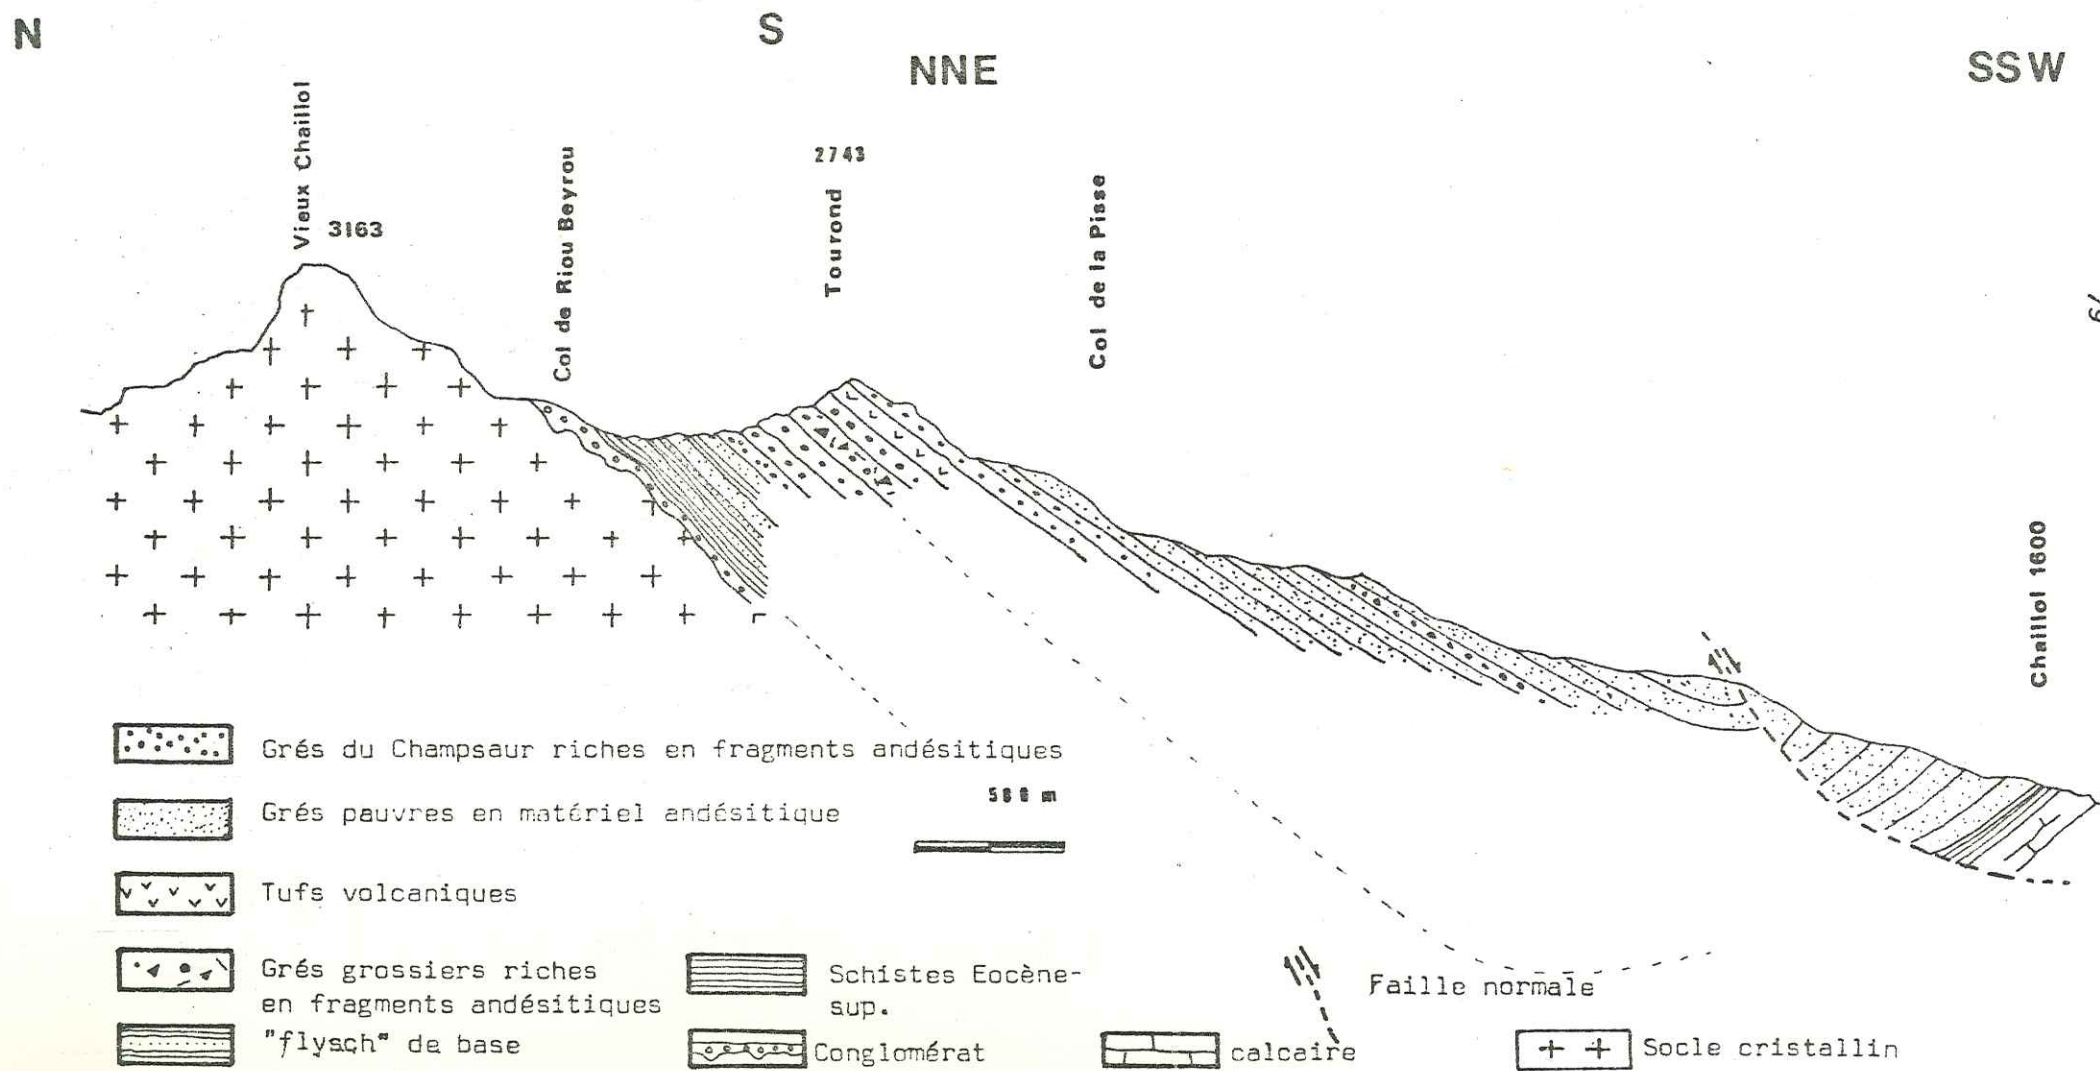 N
S
NNE
SSW
Vieux Chaillol
3163
Col de Riou Beyrou
2743
Tourond
Col de la Pisse
79
Chaillol 1600
Grés du Champsaur riches en fragments andésitiques
Grés pauvres en matériel andésitique
500 m
Tufs volcaniques
Grés grossiers riches
en fragments andésitiques
"flysch" de base
Schistes Eocène-
sup.
Conglomérat
Faille normale
calcaire
Socle cristallin